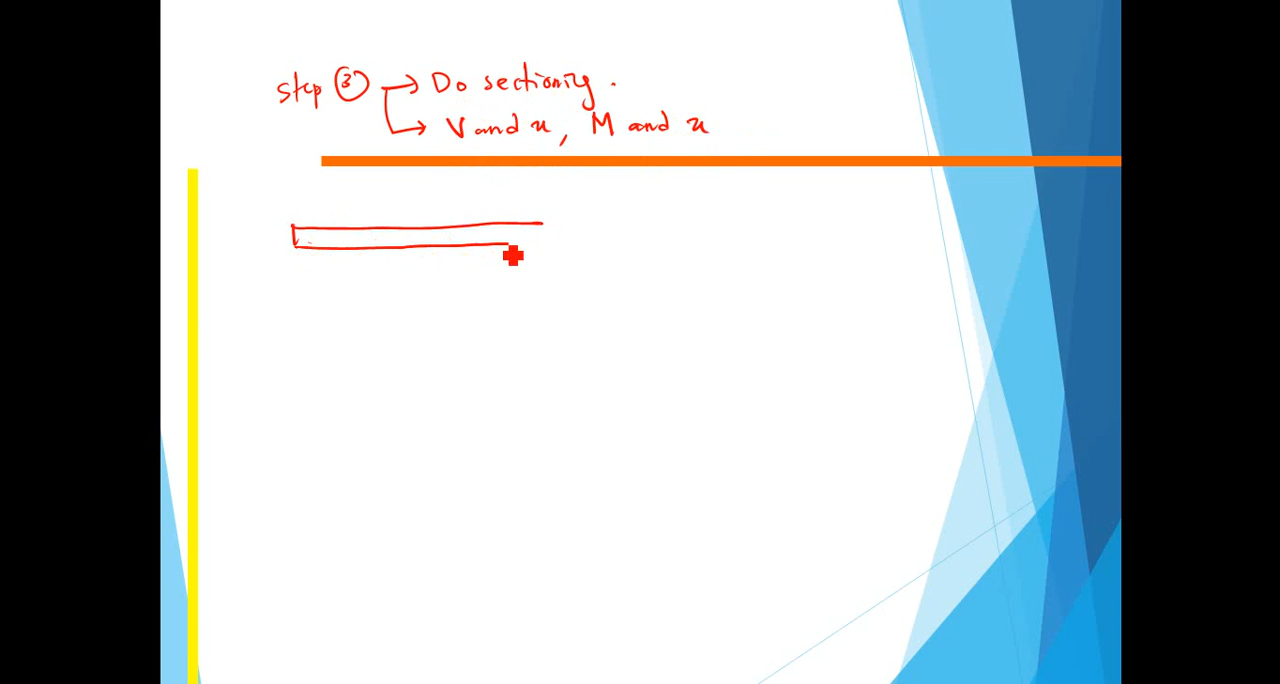 Step ③ → Do sectioning.
→ V and x, M and x